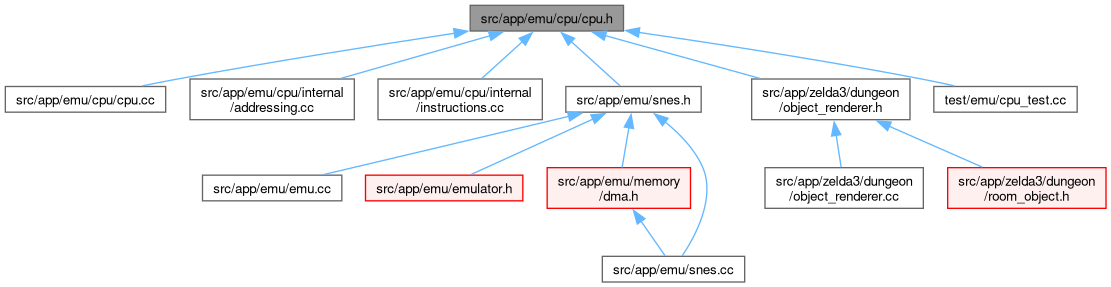 src/app/emu/cpu/cpu.h
src/app/emu/cpu/cpu.cc
src/app/emu/cpu/internal
/addressing.cc
src/app/emu/cpu/internal
/instructions.cc
src/app/emu/snes.h
src/app/zelda3/dungeon
/object_renderer.h
test/emu/cpu_test.cc
src/app/emu/emu.cc
src/app/emu/emulator.h
src/app/emu/memory
/dma.h
src/app/zelda3/dungeon
/object_renderer.cc
src/app/zelda3/dungeon
/room_object.h
src/app/emu/snes.cc